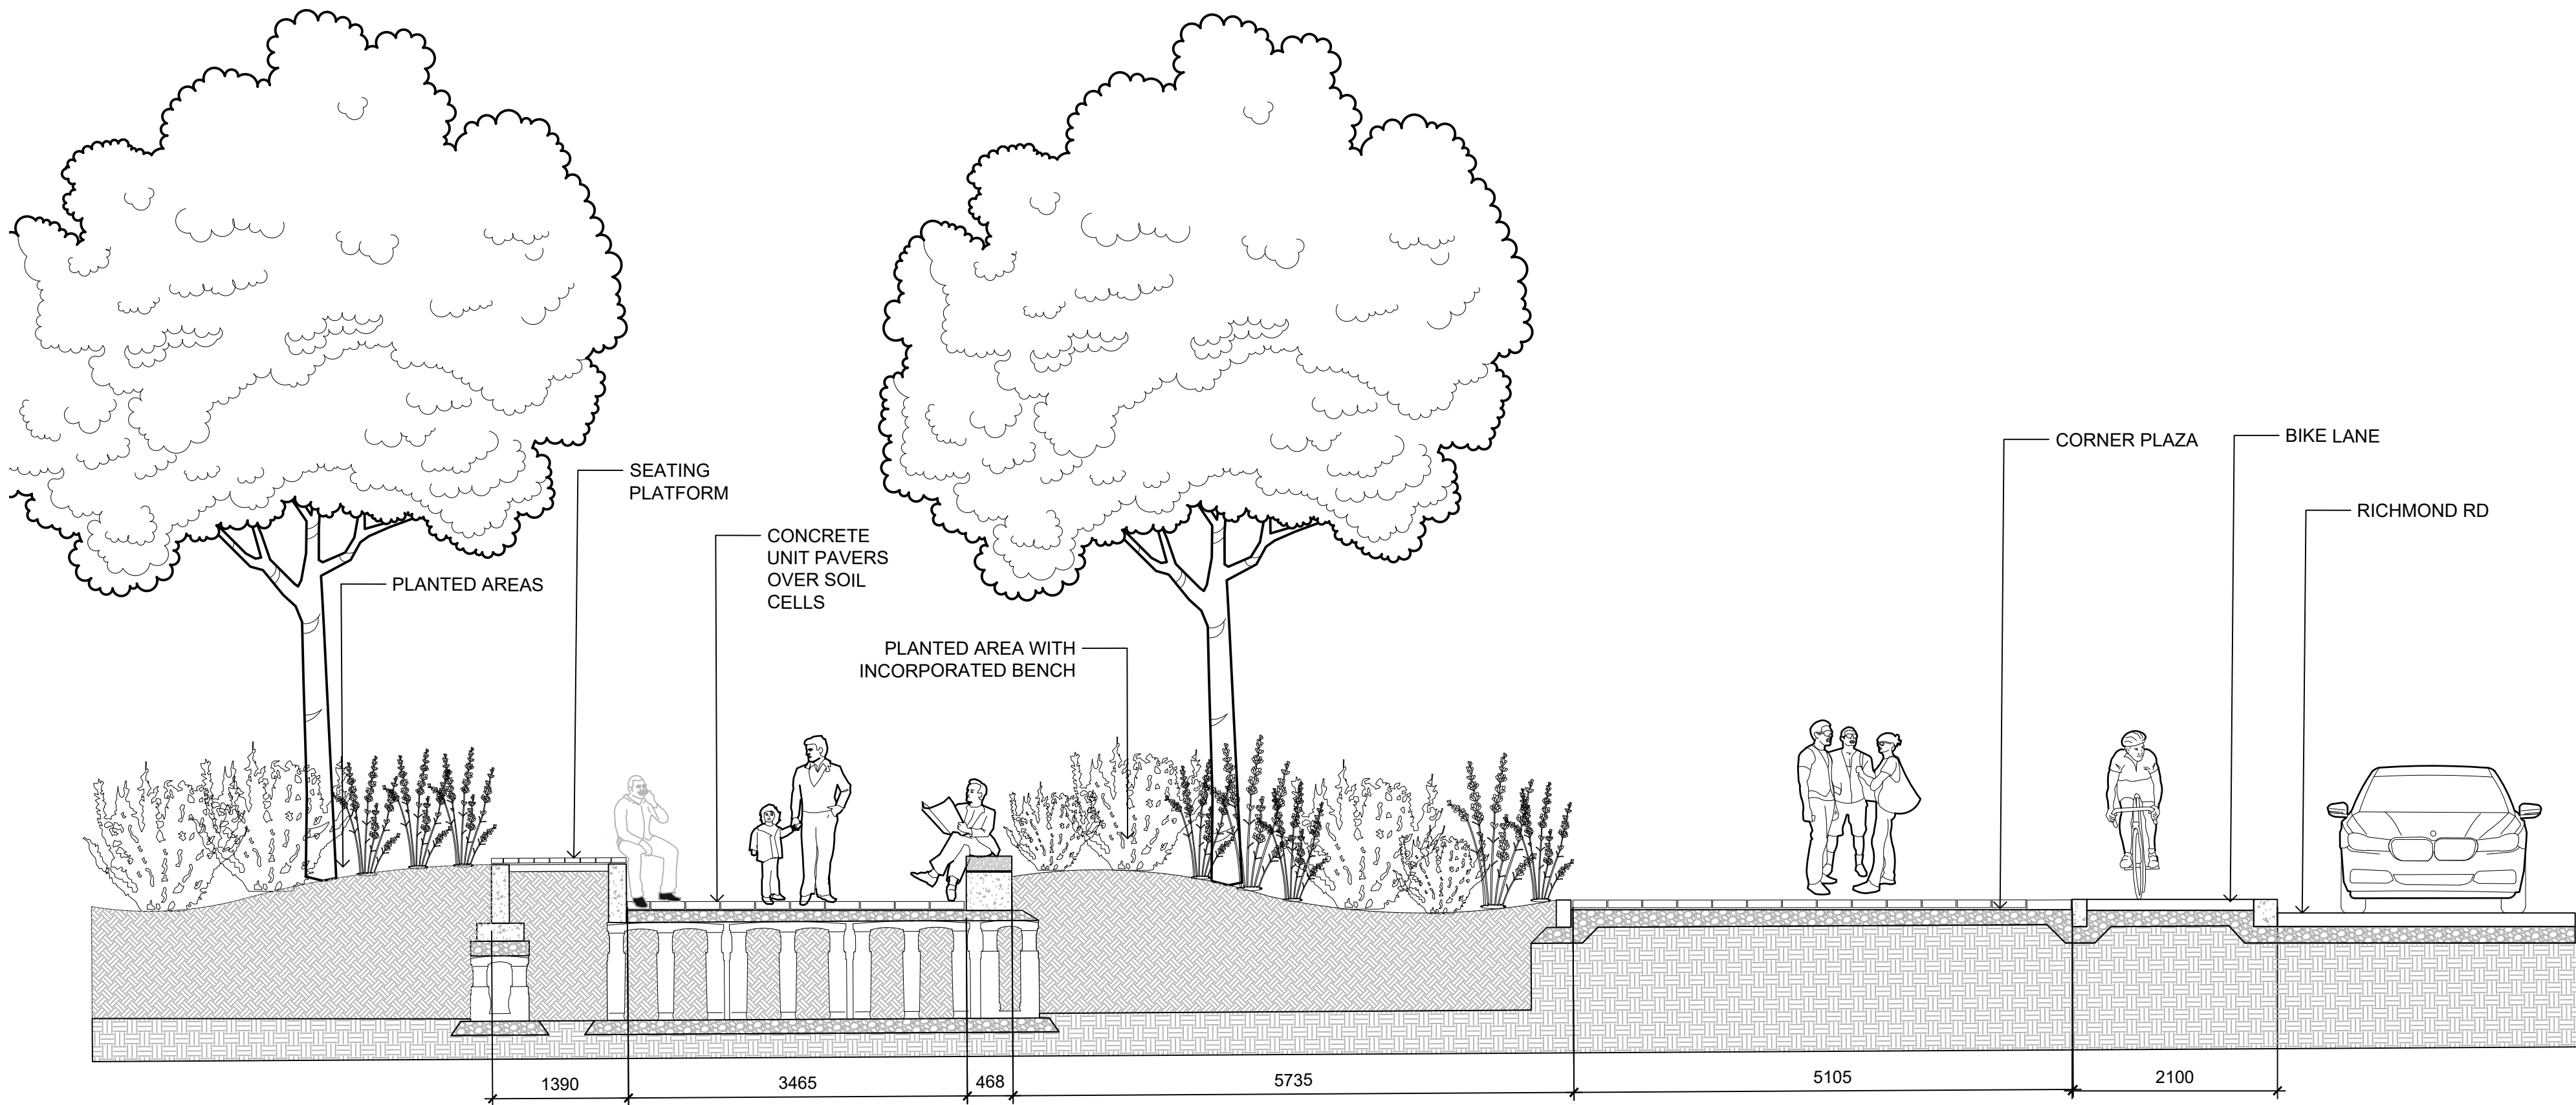 CORNER PLAZA
BIKE LANE
SEATING
PLATFORM
RICHMOND RD
CONCRETE
UNIT PAVERS
OVER SOIL
CELLS
PLANTED AREAS
PLANTED AREA WITH
INCORPORATED BENCH
1390
3465
468
5735
5105
2100